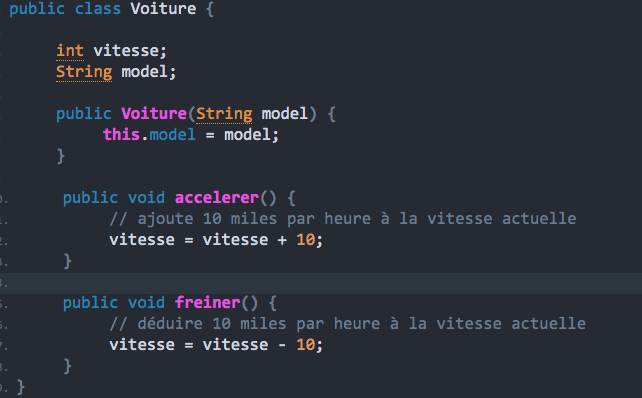 public class Voiture {
int vitesse;
String model;
public Voiture(String model) {
this.model = model;
}
public void accelerer() {
// ajoute 10 miles par heure à la vitesse actuelle
vitesse = vitesse + 10;
}
public void freiner() {
// déduire 10 miles par heure à la vitesse actuelle
vitesse = vitesse - 10;
}
}